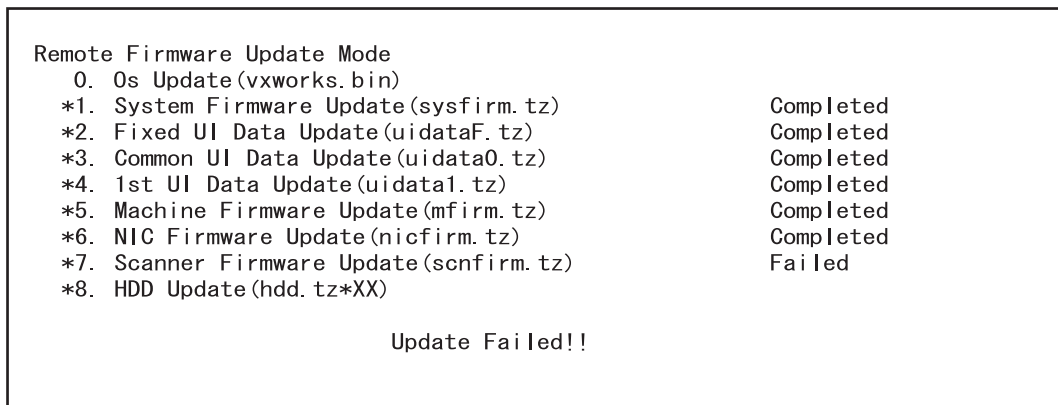 Remote Firmware Update Mode
0. Os Update(vxworks.bin)
*1. System Firmware Update(sysfirm.tz) Completed
*2. Fixed UI Data Update(uidataF.tz) Completed
*3. Common UI Data Update(uidata0.tz) Completed
*4. 1st UI Data Update(uidata1.tz) Completed
*5. Machine Firmware Update(mfirm.tz) Completed
*6. NIC Firmware Update(nicfirm.tz) Completed
*7. Scanner Firmware Update(scnfirm.tz) Failed
*8. HDD Update(hdd.tz*XX)
Update Failed!!